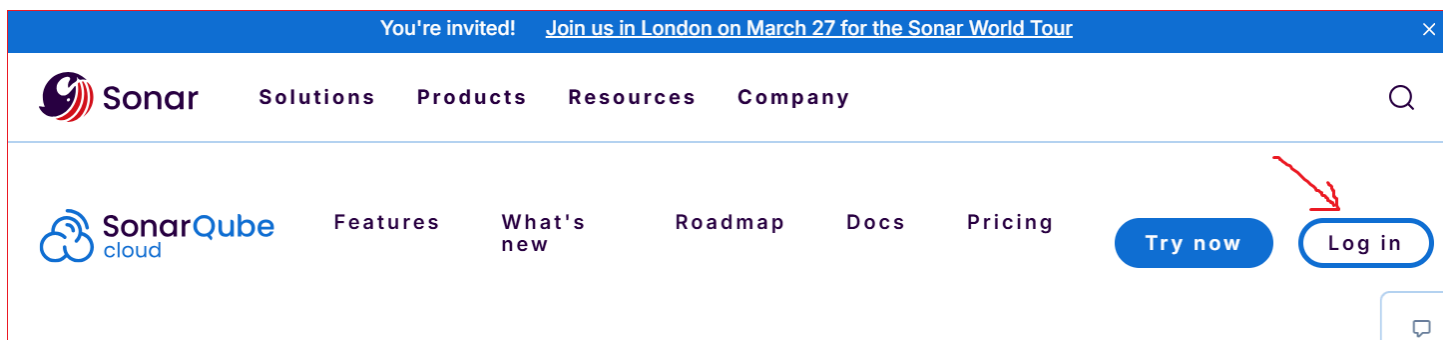 You're invited! Join us in London on March 27 for the Sonar World Tour
Sonar Solutions Products Resources Company
SonarQube cloud Features What's new Roadmap Docs Pricing Try now Log in